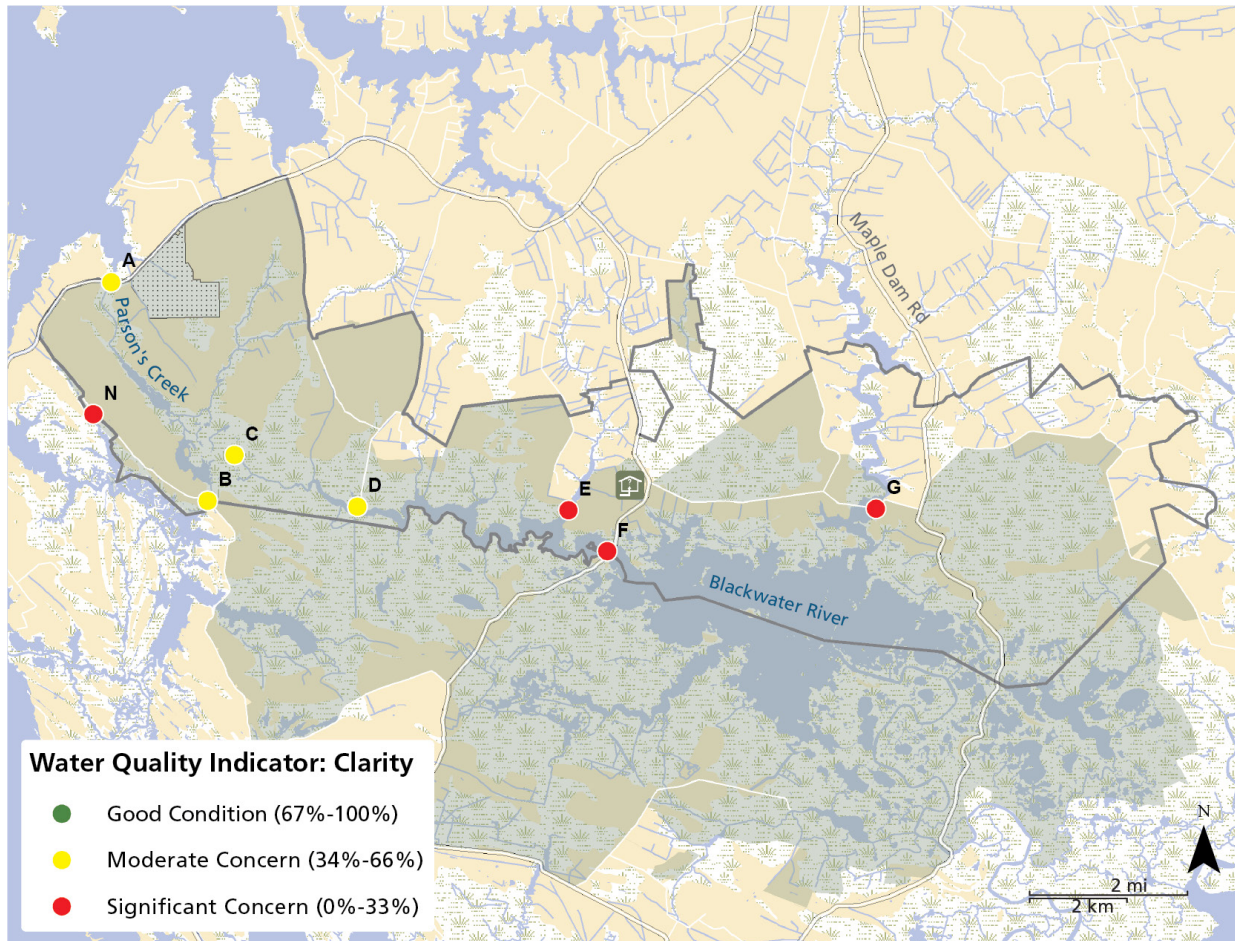 Maple Dam Rd
A
Parson's Creek
N
C
B
D
E
G
F
Blackwater River
Water Quality Indicator: Clarity
Good Condition (67%-100%)
Moderate Concern (34%-66%)
Significant Concern (0%-33%)
N
2 mi
2 km